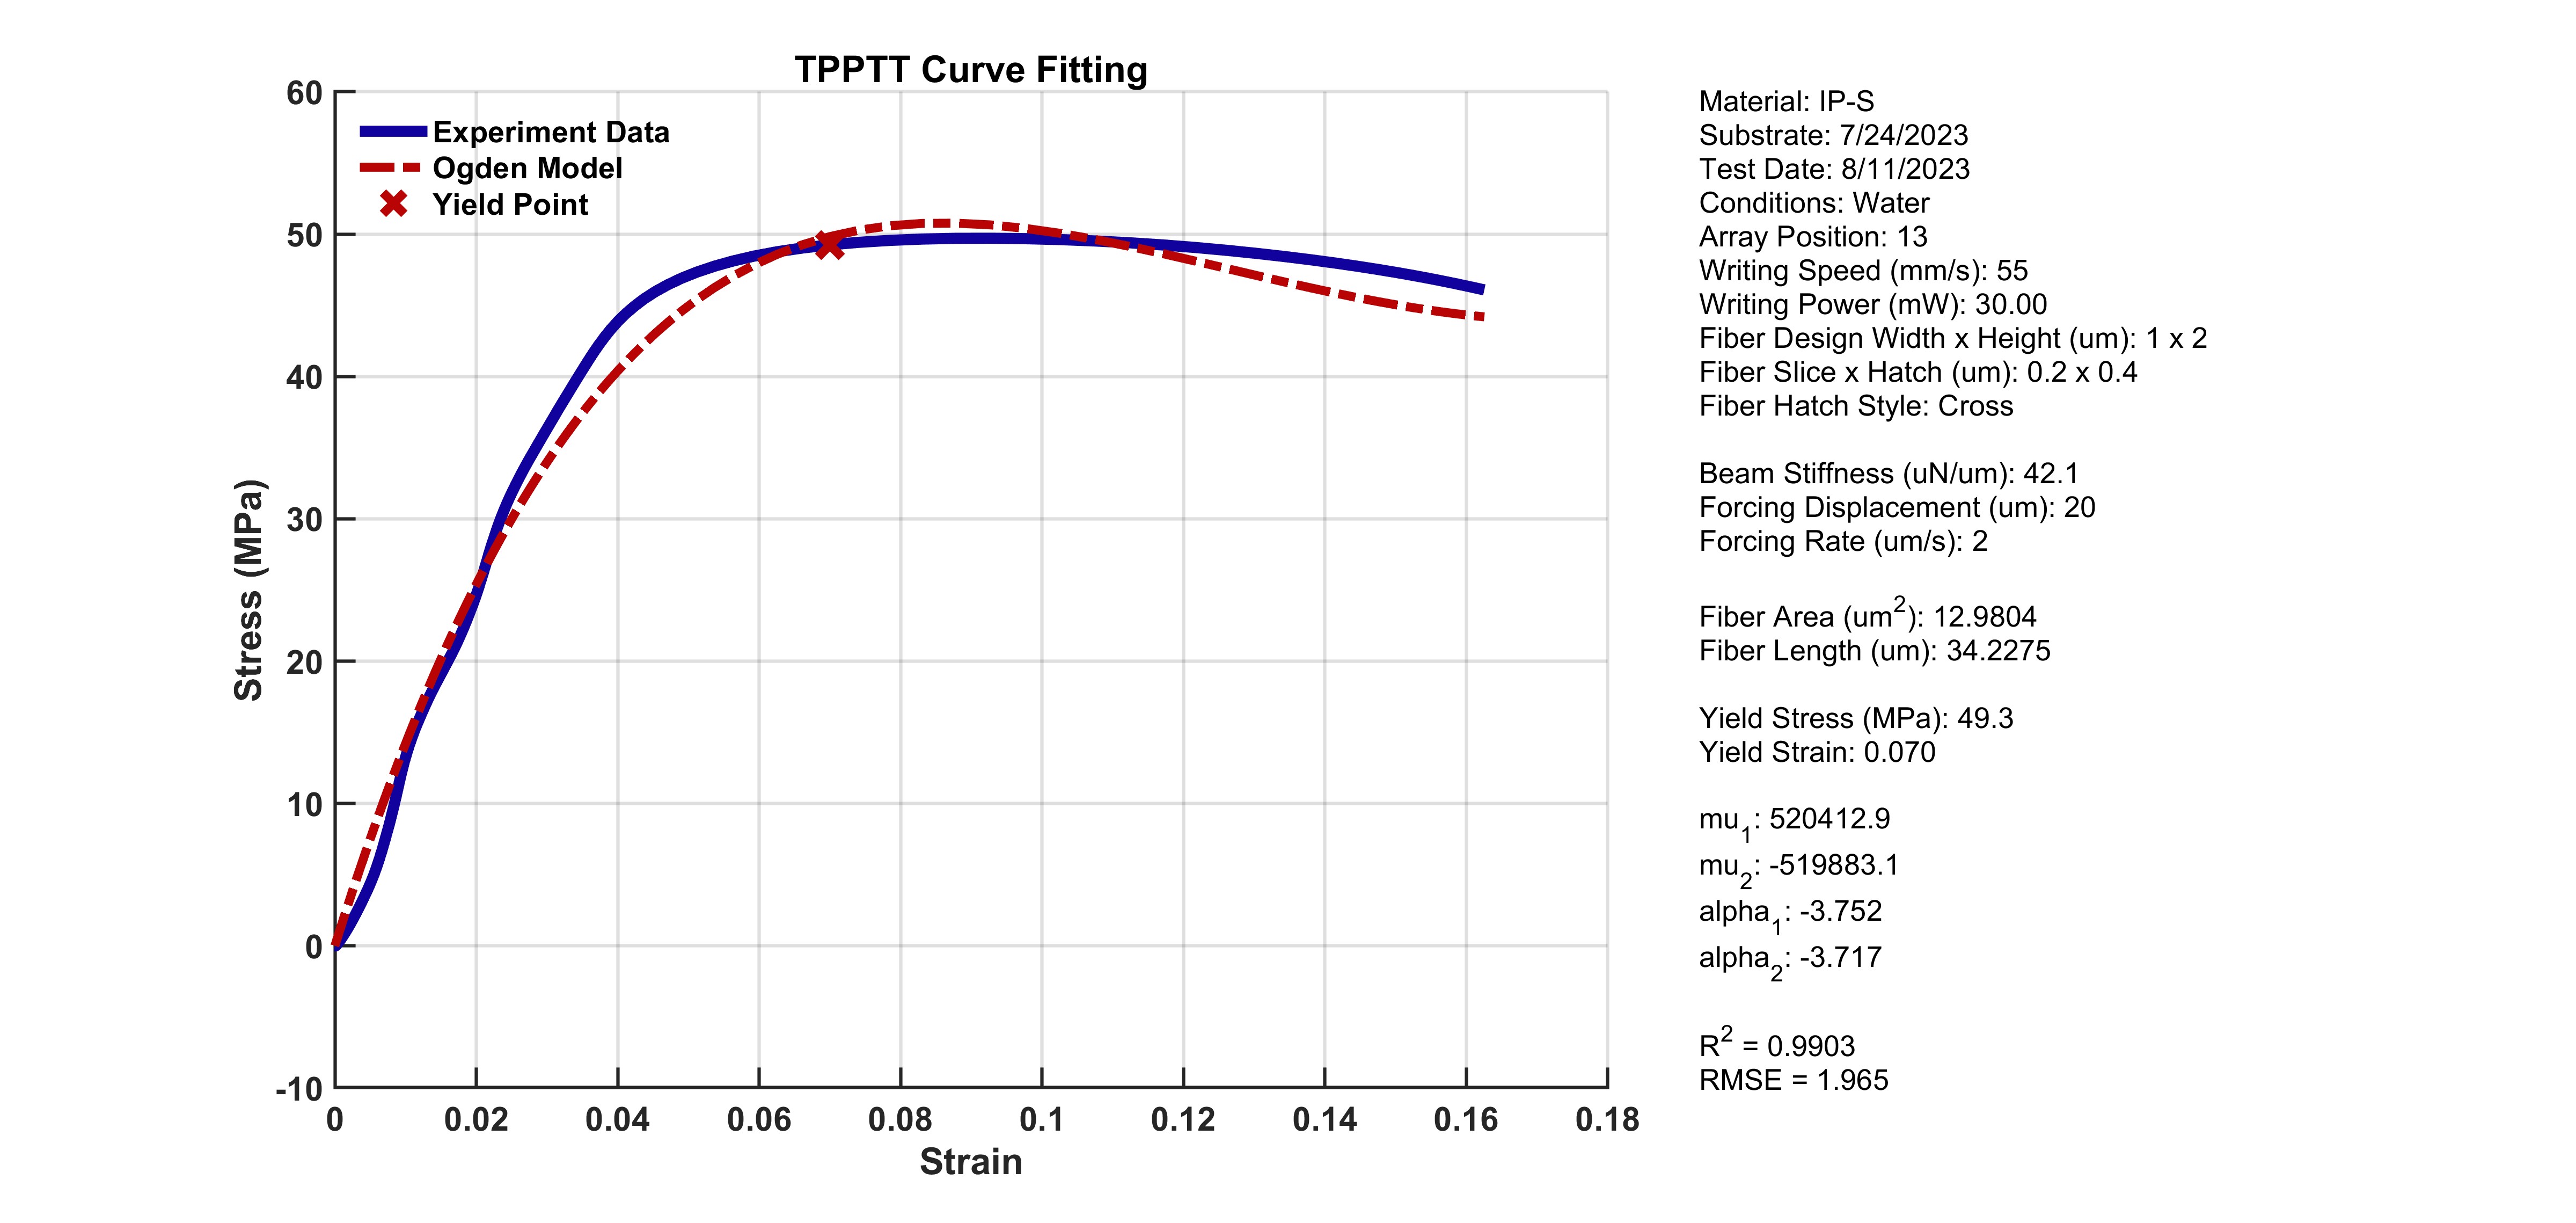 TPPTT Curve Fitting
Experiment Data
Ogden Model
Yield Point
60
50
40
30
20
10
0
-10
Stress (MPa)
0 0.02 0.04 0.06 0.08 0.1 0.12 0.14 0.16 0.18
Strain
Material: IP-S
Substrate: 7/24/2023
Test Date: 8/11/2023
Conditions: Water
Array Position: 13
Writing Speed (mm/s): 55
Writing Power (mW): 30.00
Fiber Design Width x Height (um): 1 x 2
Fiber Slice x Hatch (um): 0.2 x 0.4
Fiber Hatch Style: Cross
Beam Stiffness (uN/um): 42.1
Forcing Displacement (um): 20
Forcing Rate (um/s): 2
Fiber Area (um²): 12.9804
Fiber Length (um): 34.2275
Yield Stress (MPa): 49.3
Yield Strain: 0.070
mu₁: 520412.9
mu₂: -519883.1
alpha₁: -3.752
alpha₂: -3.717
R² = 0.9903
RMSE = 1.965